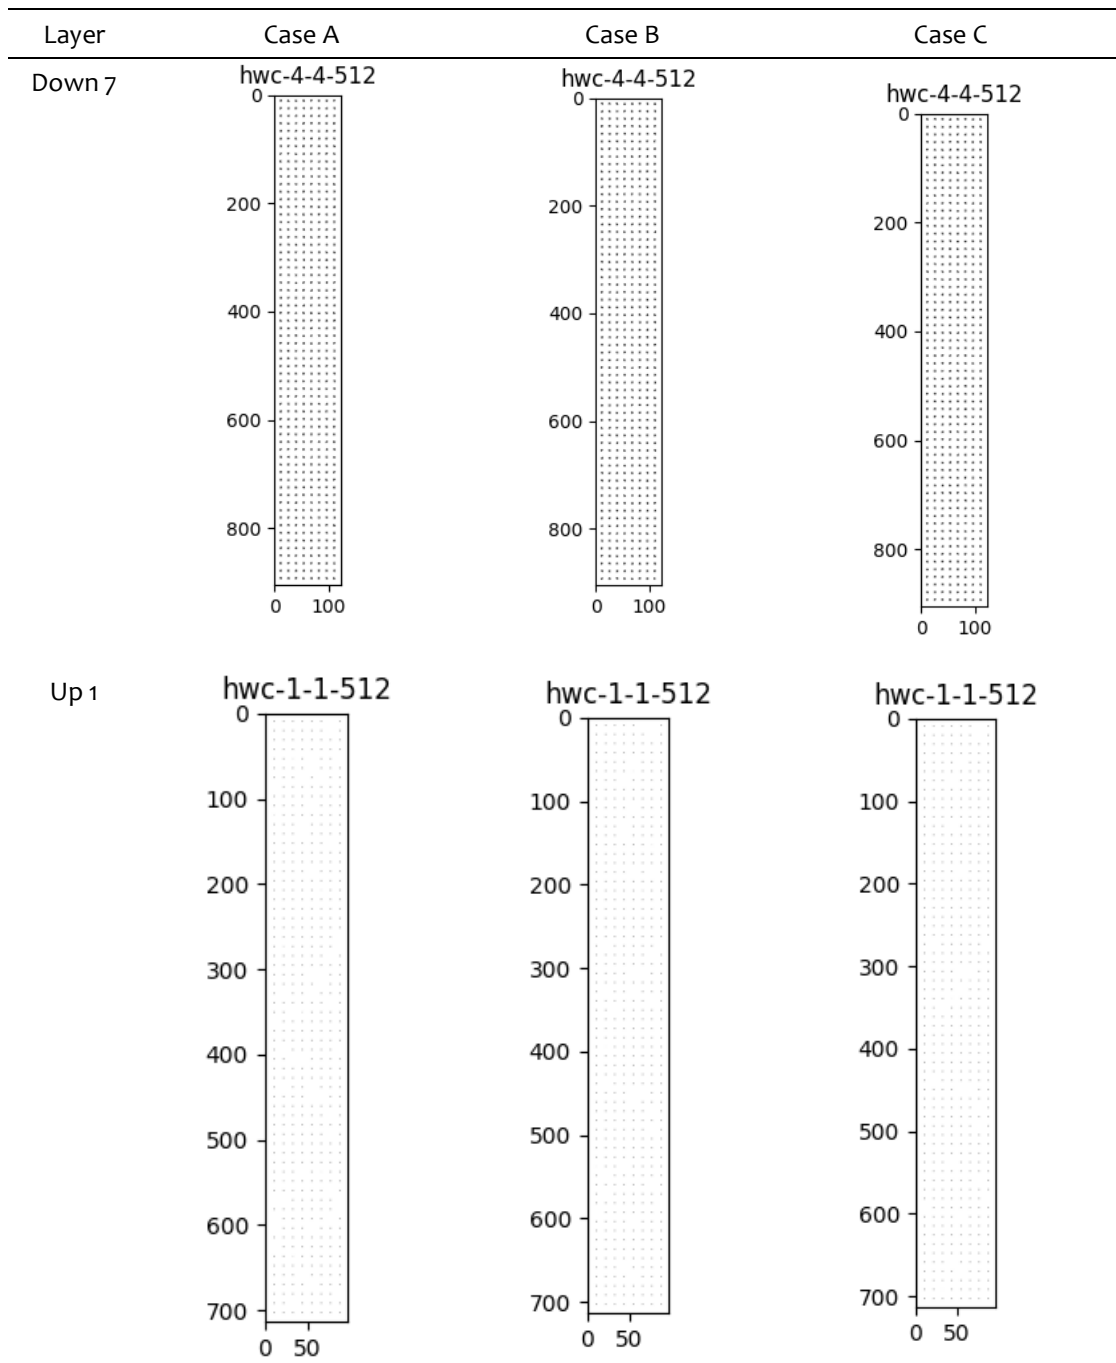 Layer Case A Case B Case C
Down 7
hwc-4-4-512 hwc-4-4-512 hwc-4-4-512
0 0 0
200 200 200
400 400 400
600 600 600
800 800 800
0 100 0 100 0 100
Up 1
hwc-1-1-512 hwc-1-1-512 hwc-1-1-512
0 0 0
100 100 100
200 200 200
300 300 300
400 400 400
500 500 500
600 600 600
700 700 700
0 50 0 50 0 50